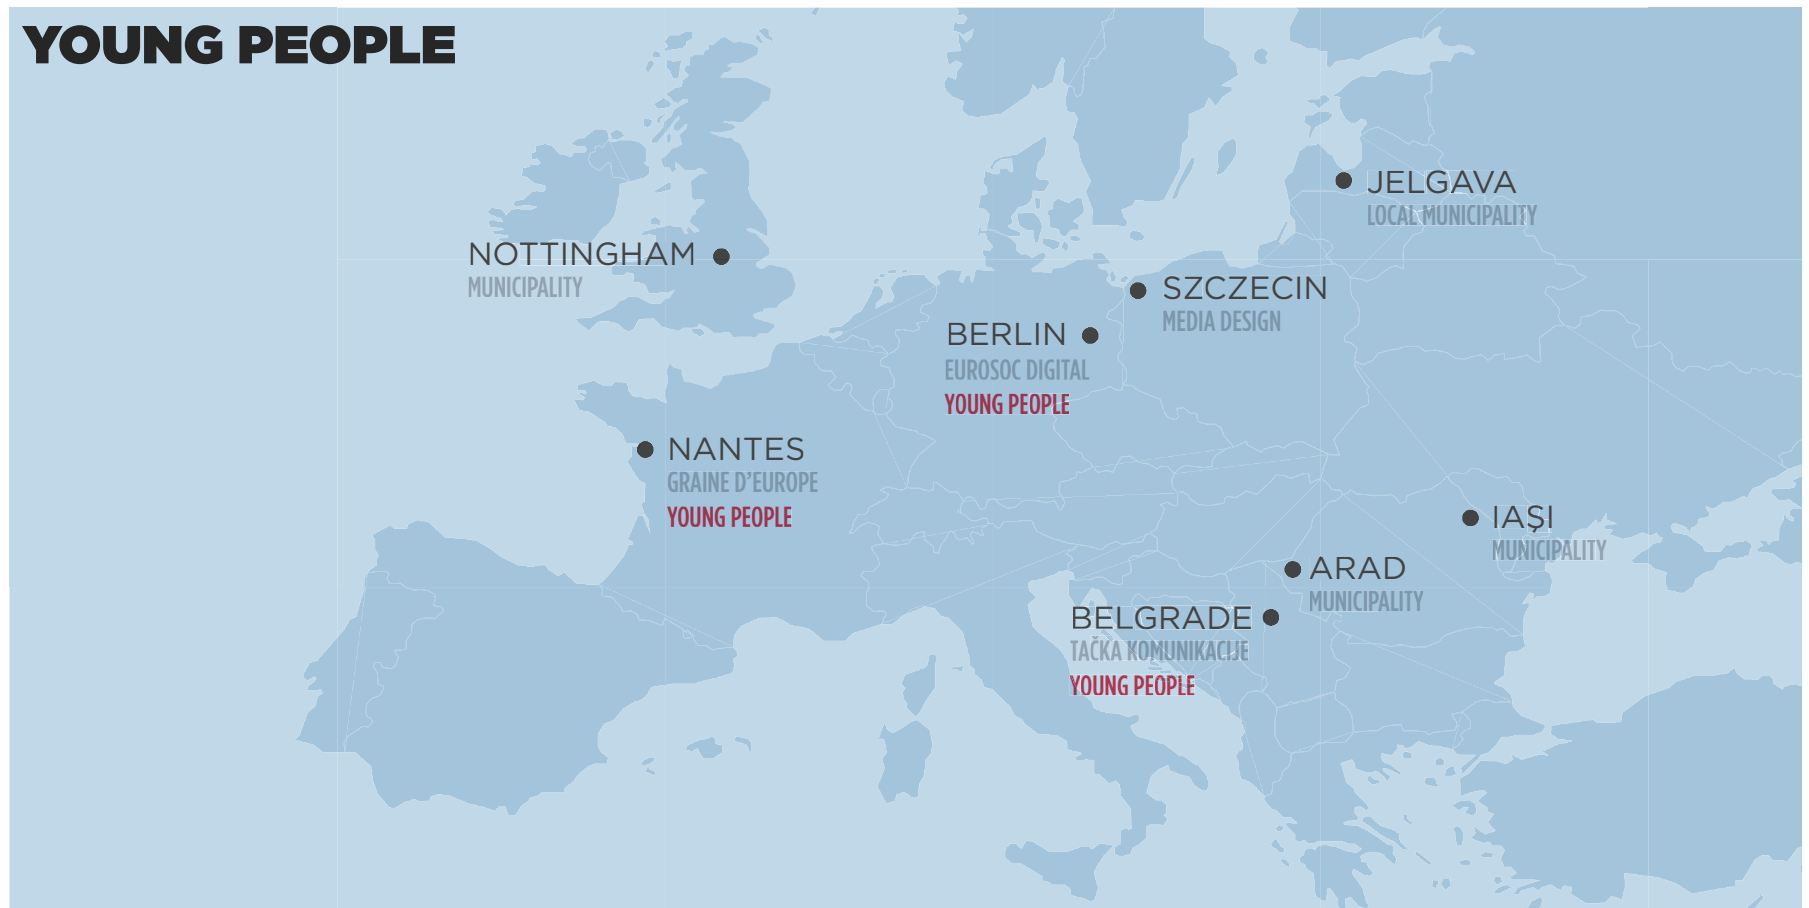 YOUNG PEOPLE
JELGAVA
LOCAL MUNICIPALITY
NOTTINGHAM
MUNICIPALITY
SZCZECIN
MEDIA DESIGN
BERLIN
EUROSOC DIGITAL
YOUNG PEOPLE
NANTES
GRAINE D'EUROPE
YOUNG PEOPLE
IAŞI
MUNICIPALITY
ARAD
MUNICIPALITY
BELGRADE
TAČKA KOMUNIKACIJE
YOUNG PEOPLE